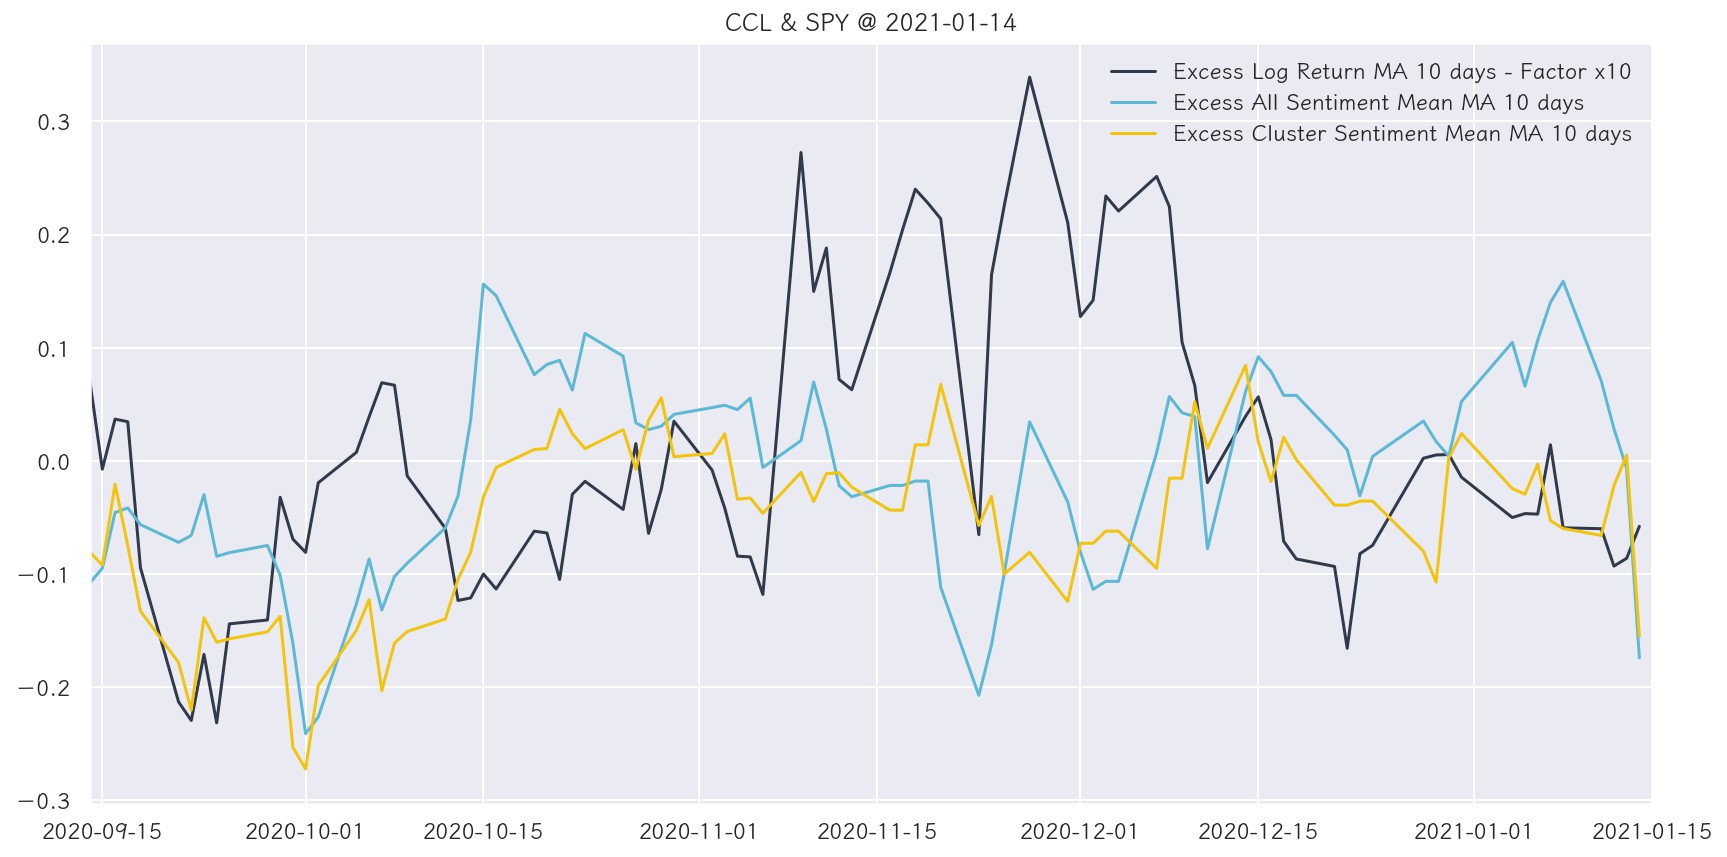 CCL & SPY @ 2021-01-14
Excess Log Return MA 10 days - Factor x10
Excess All Sentiment Mean MA 10 days
Excess Cluster Sentiment Mean MA 10 days
0.3
0.2
0.1
0.0
−0.1
−0.2
−0.3
2020-09-15 2020-10-01 2020-10-15 2020-11-01 2020-11-15 2020-12-01 2020-12-15 2021-01-01 2021-01-15